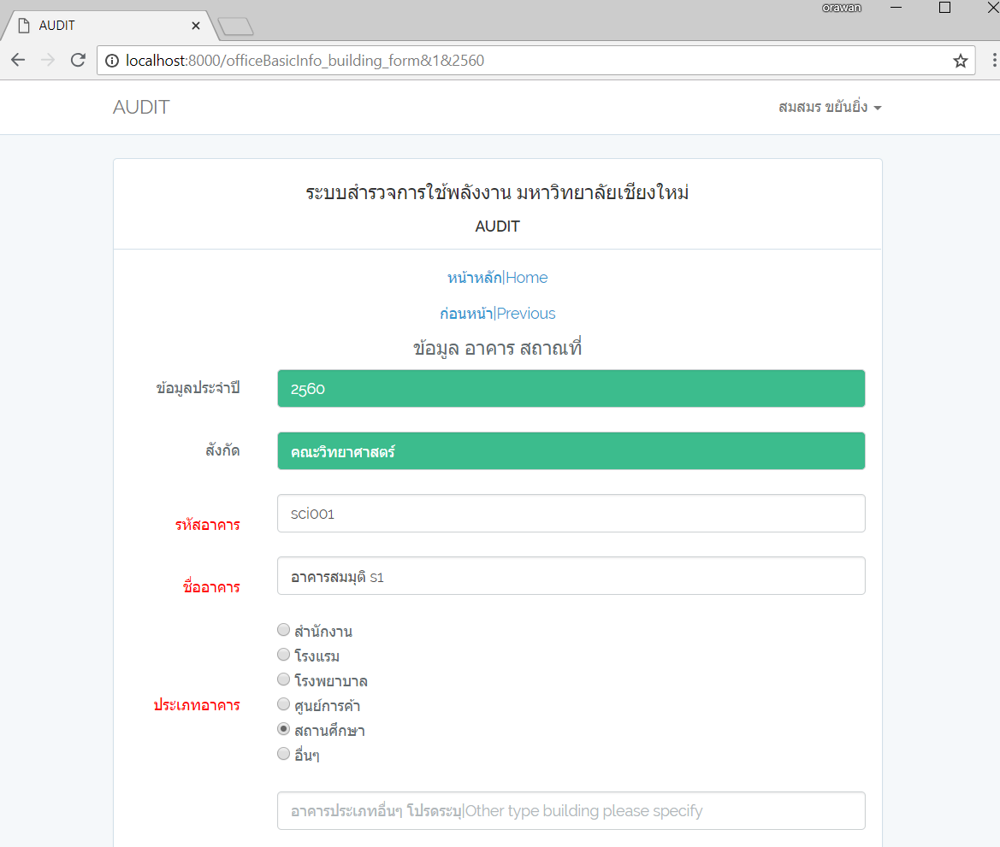 orawan
AUDIT
localhost:8000/officeBasicInfo_building_form&1&2560
AUDIT
สมสมร ขยันยิ่ง
ระบบสำรวจการใช้พลังงาน มหาวิทยาลัยเชียงใหม่
AUDIT
หน้าหลัก|Home
ก่อนหน้า|Previous
ข้อมูล อาคาร สถาณที่
ข้อมูลประจำปี 2560
สังกัด คณะวิทยาศาสตร์
รหัสอาคาร sci001
ชื่ออาคาร อาคารสมมุติ s1
สำนักงาน
โรงแรม
โรงพยาบาล
ประเภทอาคาร ศูนย์การค้า
สถานศึกษา
อื่นๆ
อาคารประเภทอื่นๆ โปรดระบุ|Other type building please specify